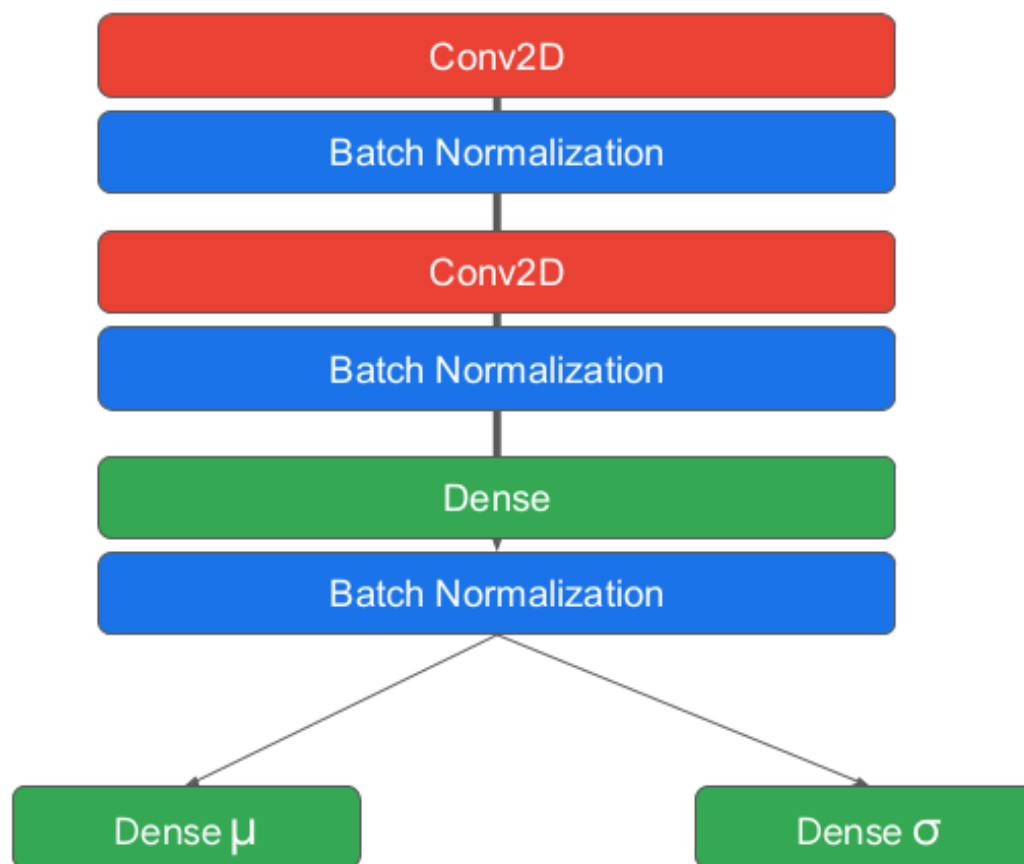 Conv2D
Batch Normalization
Conv2D
Batch Normalization
Dense
Batch Normalization
Dense μ
Dense σ